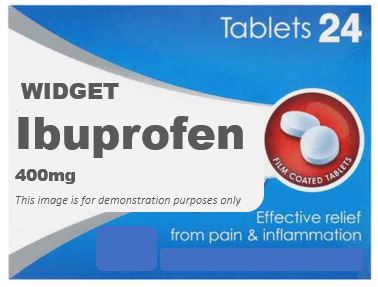 Tablets 24
WIDGET
Ibuprofen
400mg
This image is for demonstration purposes only
FILM COATED TABLETS
Effective relief
from pain & inflammation